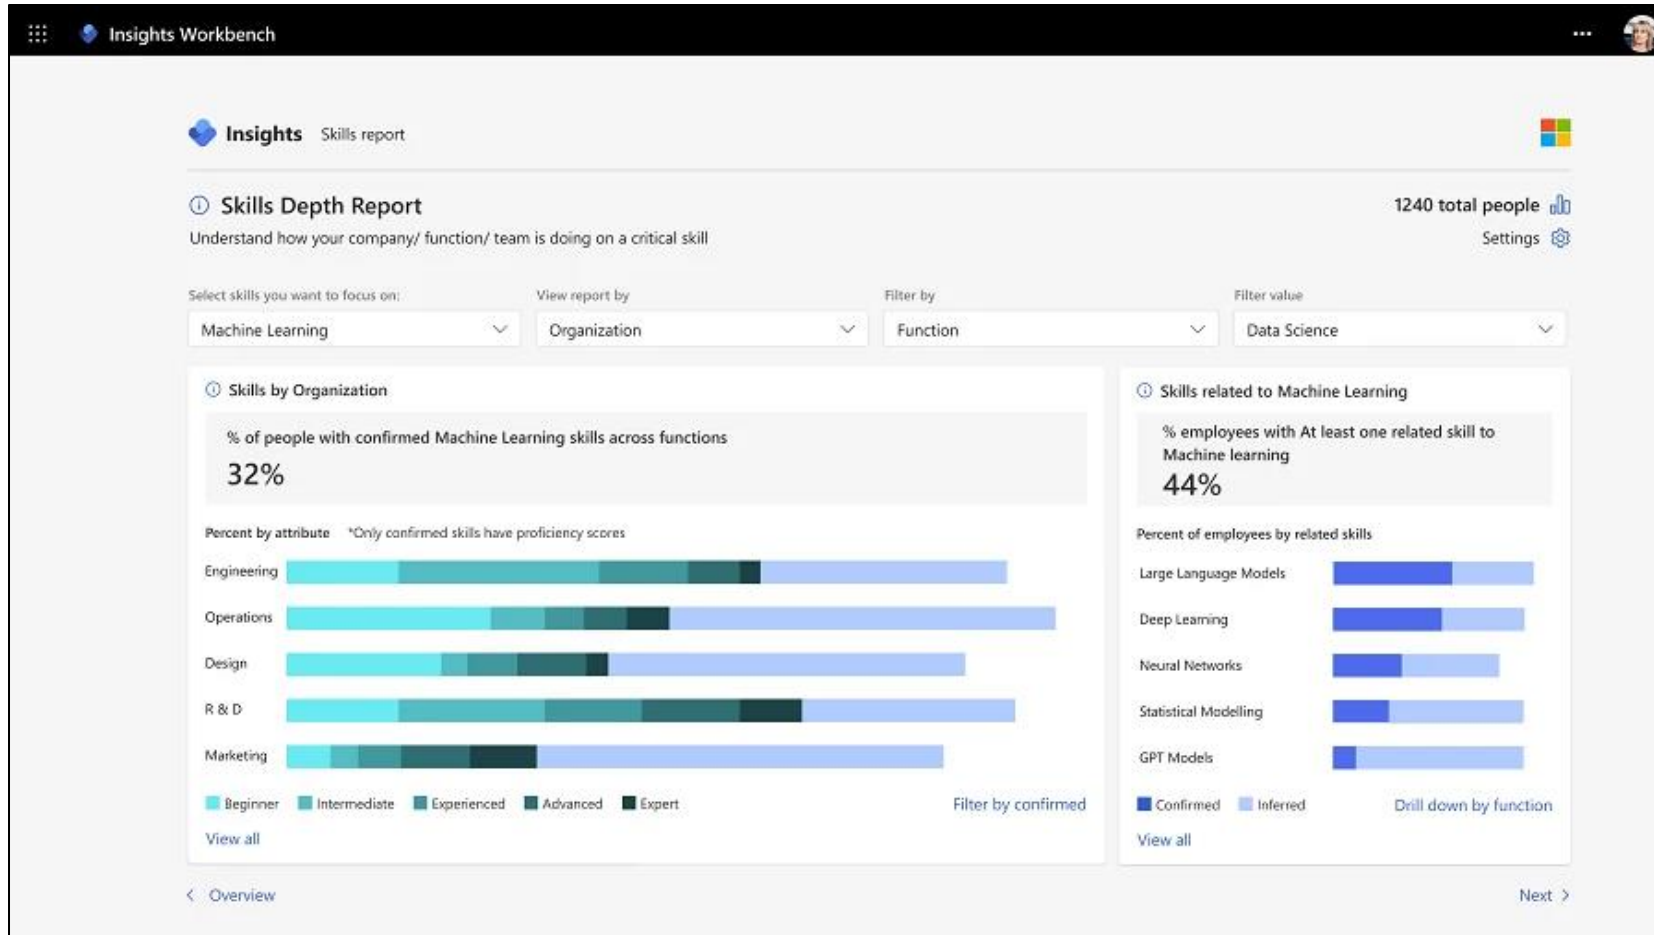 Insights Workbench
Insights Skills report
Skills Depth Report
1240 total people
Understand how your company/ function/ team is doing on a critical skill
Settings
Select skills you want to focus on:
View report by
Filter by
Filter value
Machine Learning
Organization
Function
Data Science
Skills by Organization
% of people with confirmed Machine Learning skills across functions
32%
Percent by attribute *Only confirmed skills have proficiency scores
Engineering
Operations
Design
R & D
Marketing
Beginner Intermediate Experienced Advanced Expert
Filter by confirmed
View all
Skills related to Machine Learning
% employees with At least one related skill to
Machine learning
44%
Percent of employees by related skills
Large Language Models
Deep Learning
Neural Networks
Statistical Modelling
GPT Models
Confirmed Inferred
Drill down by function
View all
Overview
Next